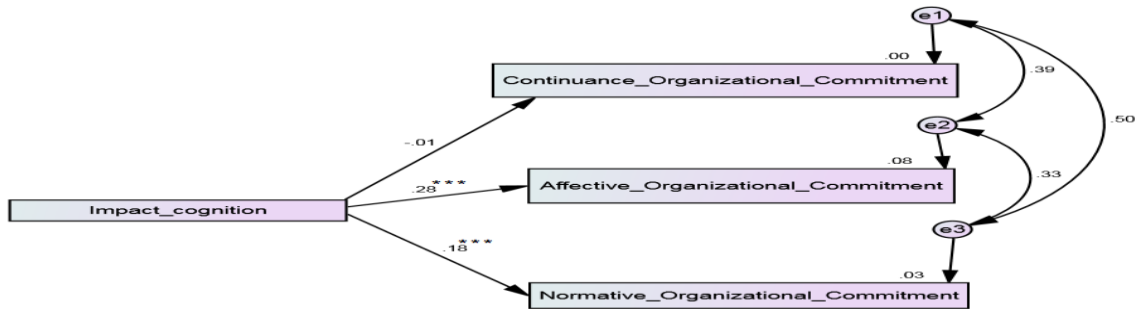 e1
.00
Continuance_Organizational_Commitment
.39
.50
e2
-.01
.08
.28***
Affective_Organizational_Commitment
.33
Impact_cognition
e3
.18***
.03
Normative_Organizational_Commitment